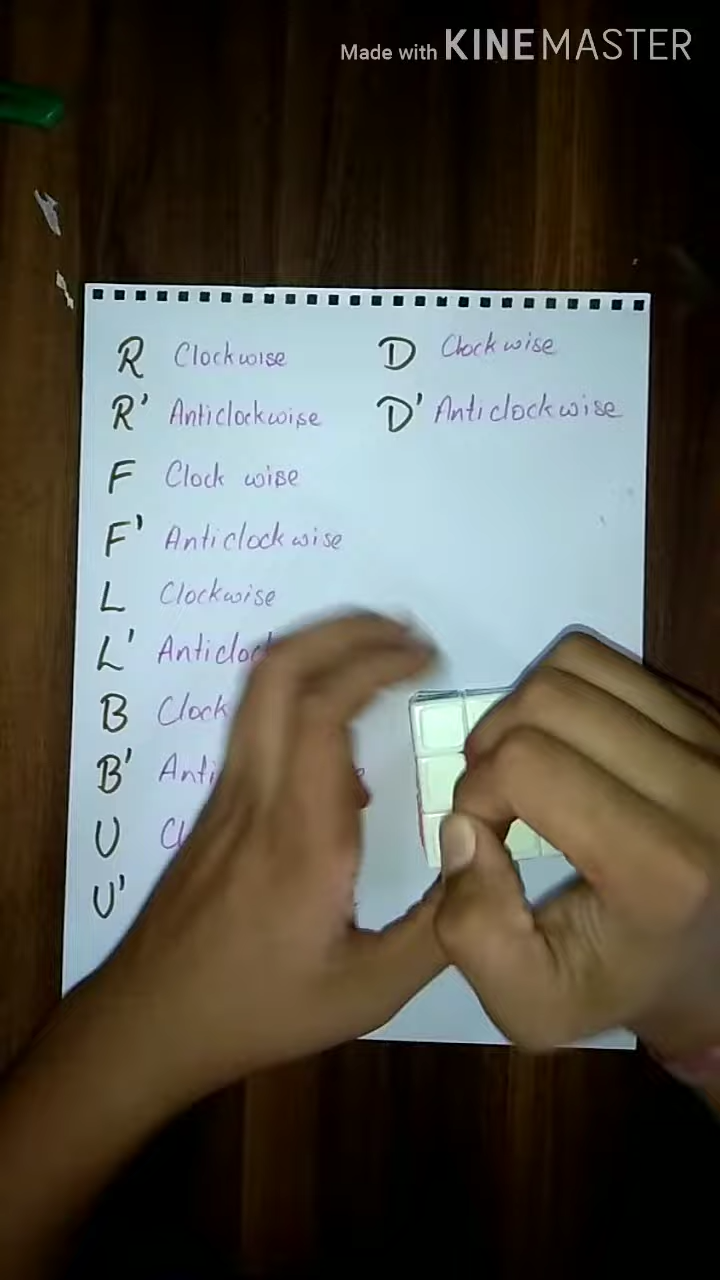 Made with KINEMASTER
R Clockwise
R' Anticlockwise
F Clock wise
F' Anticlockwise
L Clockwise
L'
B
B'
U
U'
D Clockwise
D' Anticlockwise